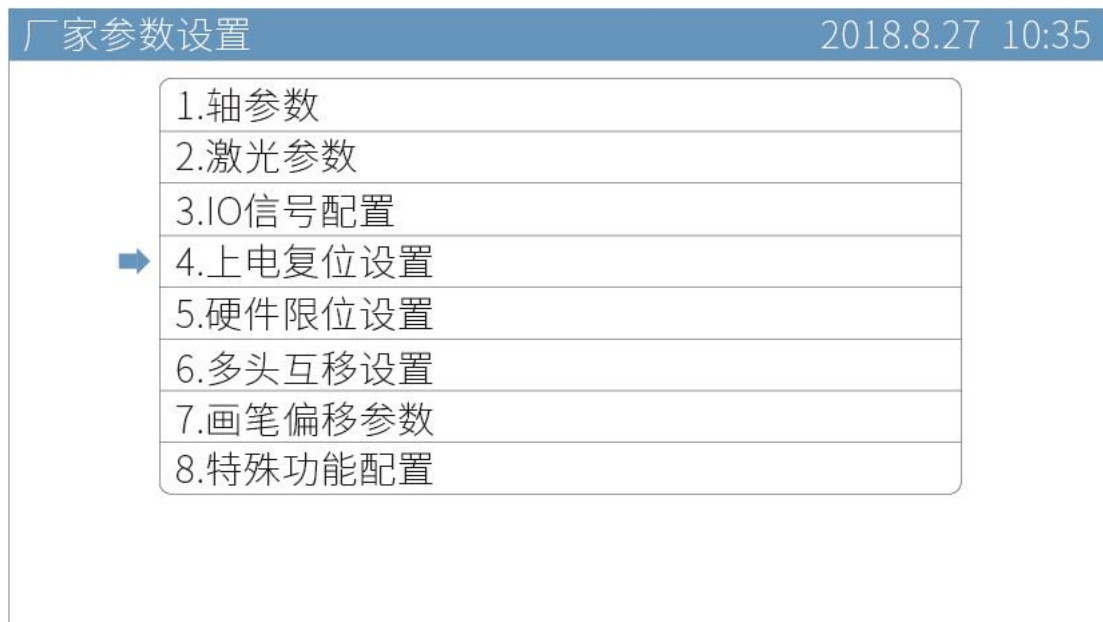 厂家参数设置 2018.8.27 10:35
1.轴参数
2.激光参数
3.IO信号配置
4.上电复位设置
5.硬件限位设置
6.多头互移设置
7.画笔偏移参数
8.特殊功能配置